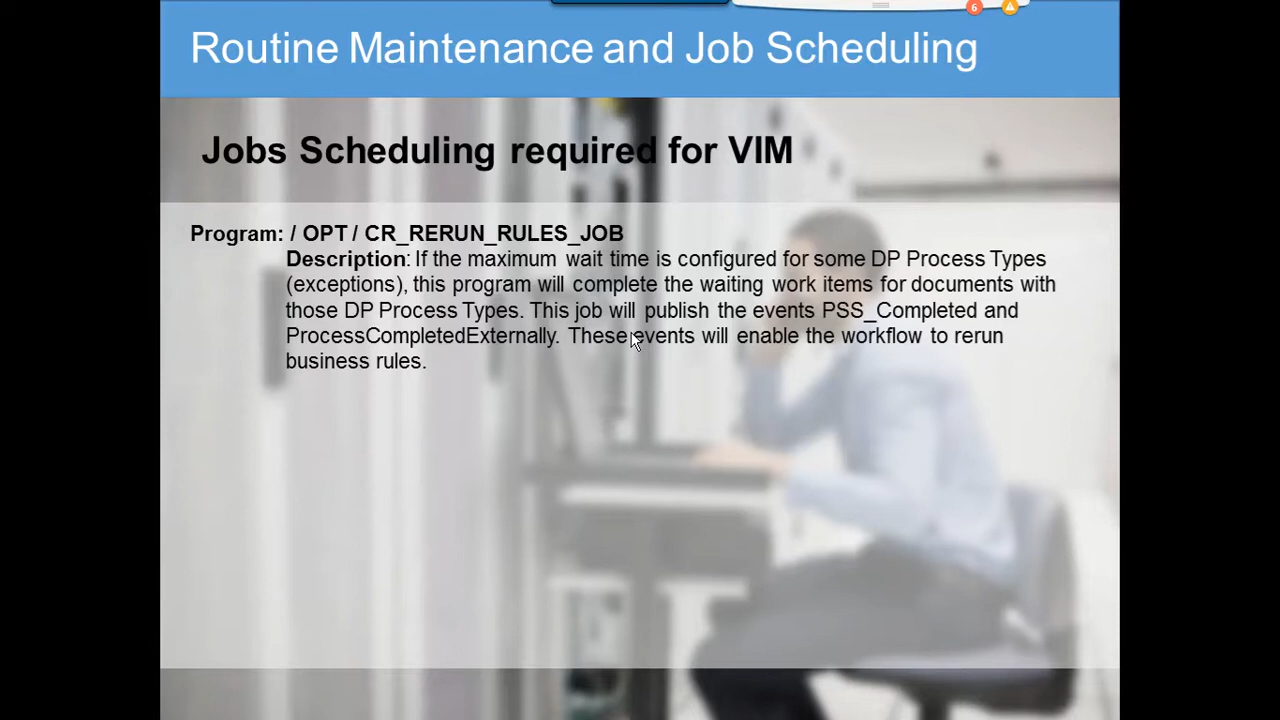 6
Routine Maintenance and Job Scheduling
Jobs Scheduling required for VIM
Program: / OPT / CR_RERUN_RULES_JOB
Description: If the maximum wait time is configured for some DP Process Types
(exceptions), this program will complete the waiting work items for documents with
those DP Process Types. This job will publish the events PSS_Completed and
ProcessCompletedExternally. These events will enable the workflow to rerun
business rules.